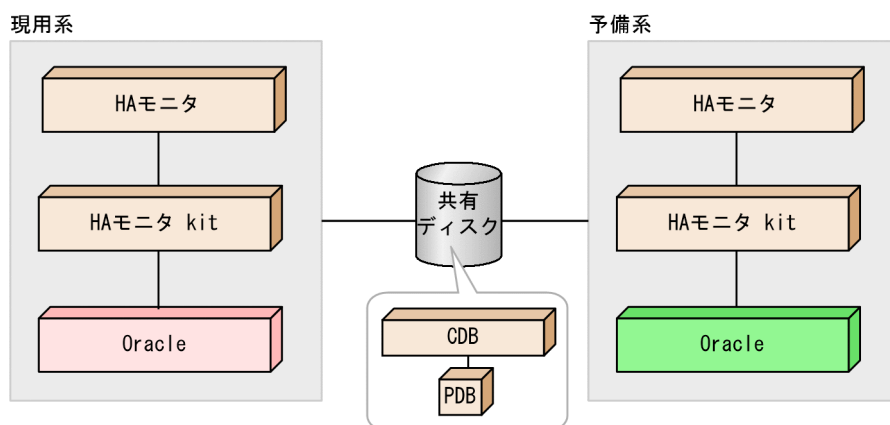 現用系
予備系
HAモニタ
HAモニタ
HAモニタ kit
共有
ディスク
HAモニタ kit
Oracle
CDB
PDB
Oracle